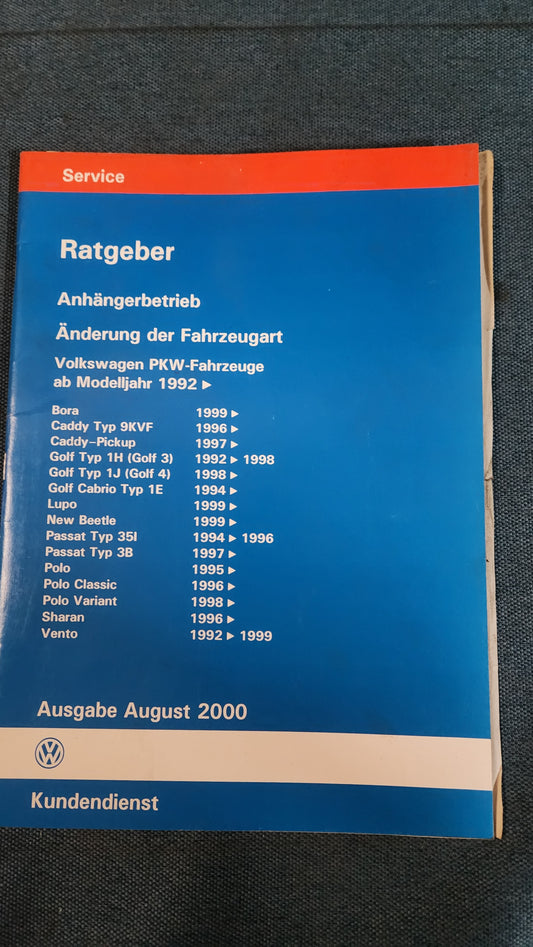 Service
Ratgeber
Anhängerbetrieb
Änderung der Fahrzeugart
Volkswagen PKW-Fahrzeuge
ab Modelljahr 1992 ►
Bora 1999 ►
Caddy Typ 9KVF 1996 ►
Caddy-Pickup 1997 ►
Golf Typ 1H (Golf 3) 1992 ► 1998
Golf Typ 1J (Golf 4) 1998 ►
Golf Cabrio Typ 1E 1994 ►
Lupo 1999 ►
New Beetle 1999 ►
Passat Typ 35I 1994 ► 1996
Passat Typ 3B 1997 ►
Polo 1995 ►
Polo Classic 1996 ►
Polo Variant 1998 ►
Sharan 1996 ►
Vento 1992 ► 1999
Ausgabe August 2000
VW
Kundendienst